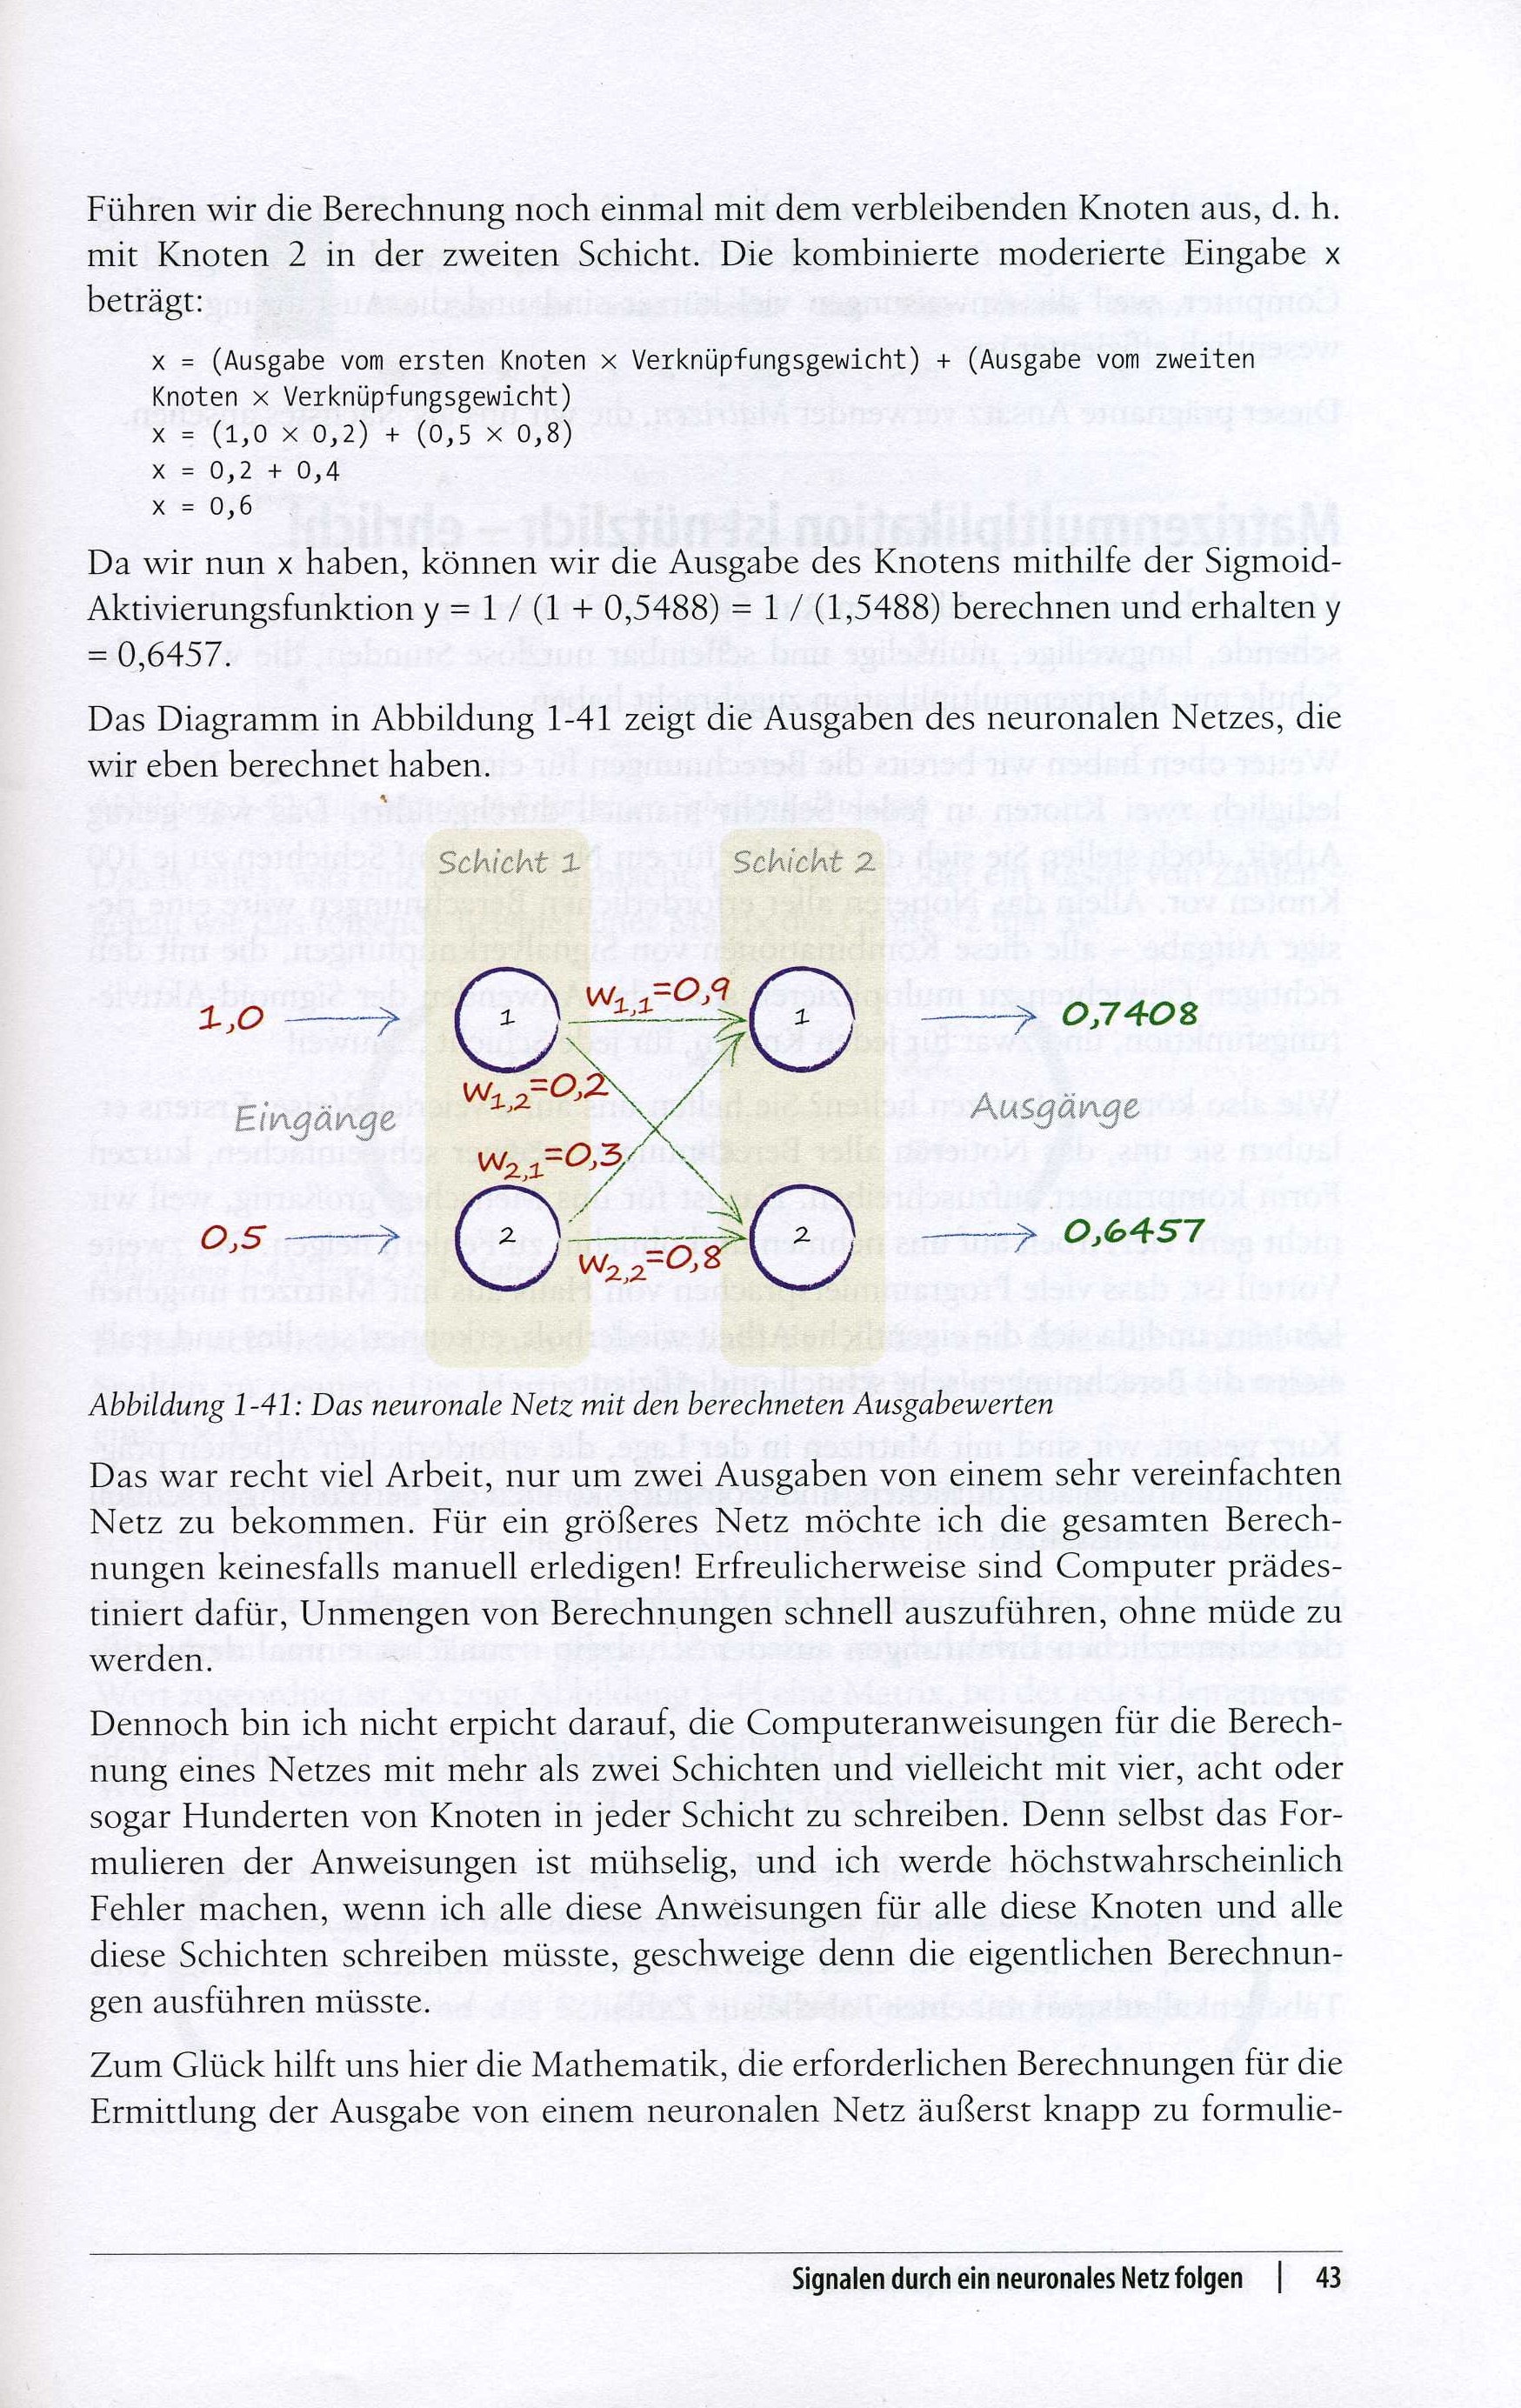 Führen wir die Berechnung noch einmal mit dem verbleibenden Knoten aus, d. h.
mit Knoten 2 in der zweiten Schicht. Die kombinierte moderierte Eingabe x
beträgt:
x = (Ausgabe vom ersten Knoten × Verknüpfungsgewicht) + (Ausgabe vom zweiten
Knoten × Verknüpfungsgewicht)
x = (1,0 × 0,2) + (0,5 × 0,8)
x = 0,2 + 0,4
x = 0,6
Da wir nun x haben, können wir die Ausgabe des Knotens mithilfe der Sigmoid-
Aktivierungsfunktion y = 1 / (1 + 0,5488) = 1 / (1,5488) berechnen und erhalten y
= 0,6457.
Das Diagramm in Abbildung 1-41 zeigt die Ausgaben des neuronalen Netzes, die
wir eben berechnet haben.
Schicht 1 Schicht 2
1,0 1 W1,1=0,9 1 0,7408
W1,2=0,2
Eingänge Ausgänge
W2,1=0,3
0,5 2 2 0,6457
W2,2=0,8
Abbildung 1-41: Das neuronale Netz mit den berechneten Ausgabewerten
Das war recht viel Arbeit, nur um zwei Ausgaben von einem sehr vereinfachten
Netz zu bekommen. Für ein größeres Netz möchte ich die gesamten Berech-
nungen keinesfalls manuell erledigen! Erfreulicherweise sind Computer prädes-
tiniert dafür, Unmengen von Berechnungen schnell auszuführen, ohne müde zu
werden.
Dennoch bin ich nicht erpicht darauf, die Computeranweisungen für die Berech-
nung eines Netzes mit mehr als zwei Schichten und vielleicht mit vier, acht oder
sogar Hunderten von Knoten in jeder Schicht zu schreiben. Denn selbst das For-
mulieren der Anweisungen ist mühselig, und ich werde höchstwahrscheinlich
Fehler machen, wenn ich alle diese Anweisungen für alle diese Knoten und alle
diese Schichten schreiben müsste, geschweige denn die eigentlichen Berechnun-
gen ausführen müsste.
Zum Glück hilft uns hier die Mathematik, die erforderlichen Berechnungen für die
Ermittlung der Ausgabe von einem neuronalen Netz äußerst knapp zu formulie-
Signalen durch ein neuronales Netz folgen | 43